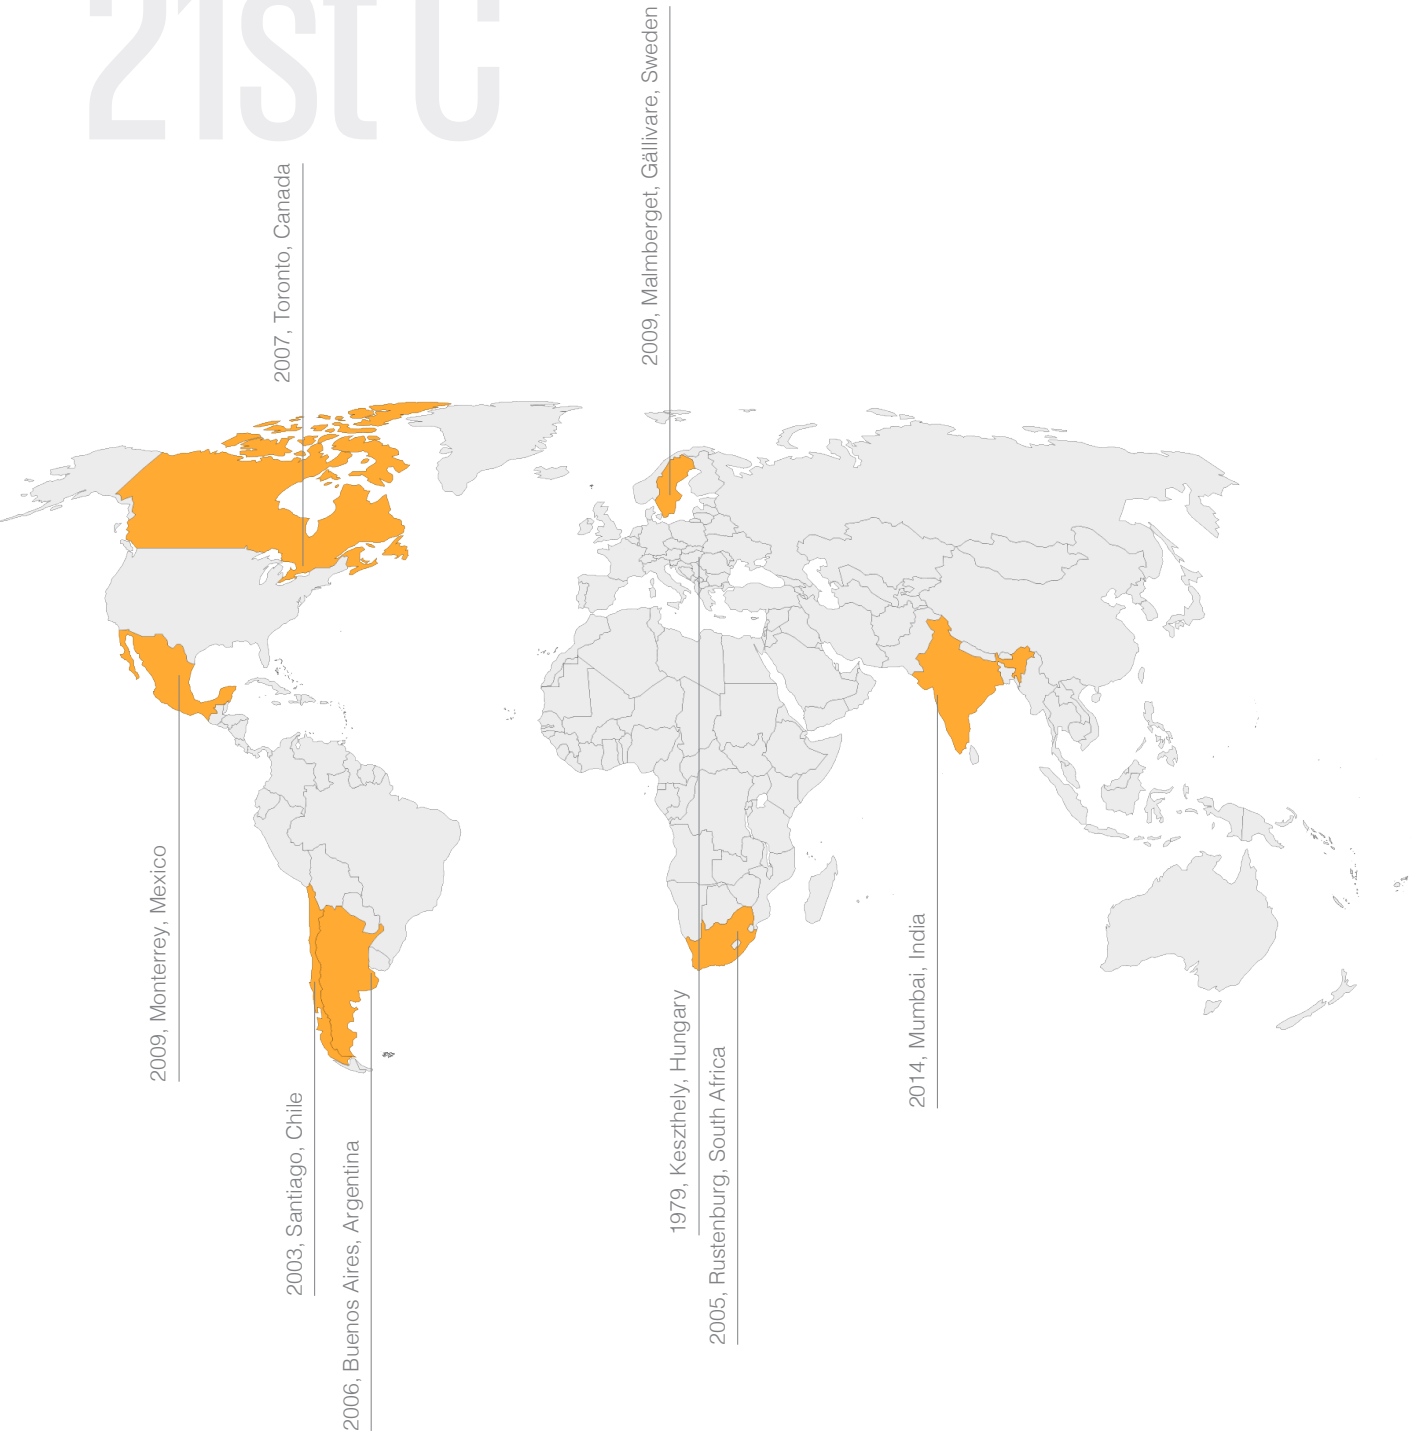 21st C
2009, Malmberget, Gällivare, Sweden
2007, Toronto, Canada
2009, Monterrey, Mexico
2003, Santiago, Chile
2006, Buenos Aires, Argentina
1979, Keszthely, Hungary
2005, Rustenburg, South Africa
2014, Mumbai, India